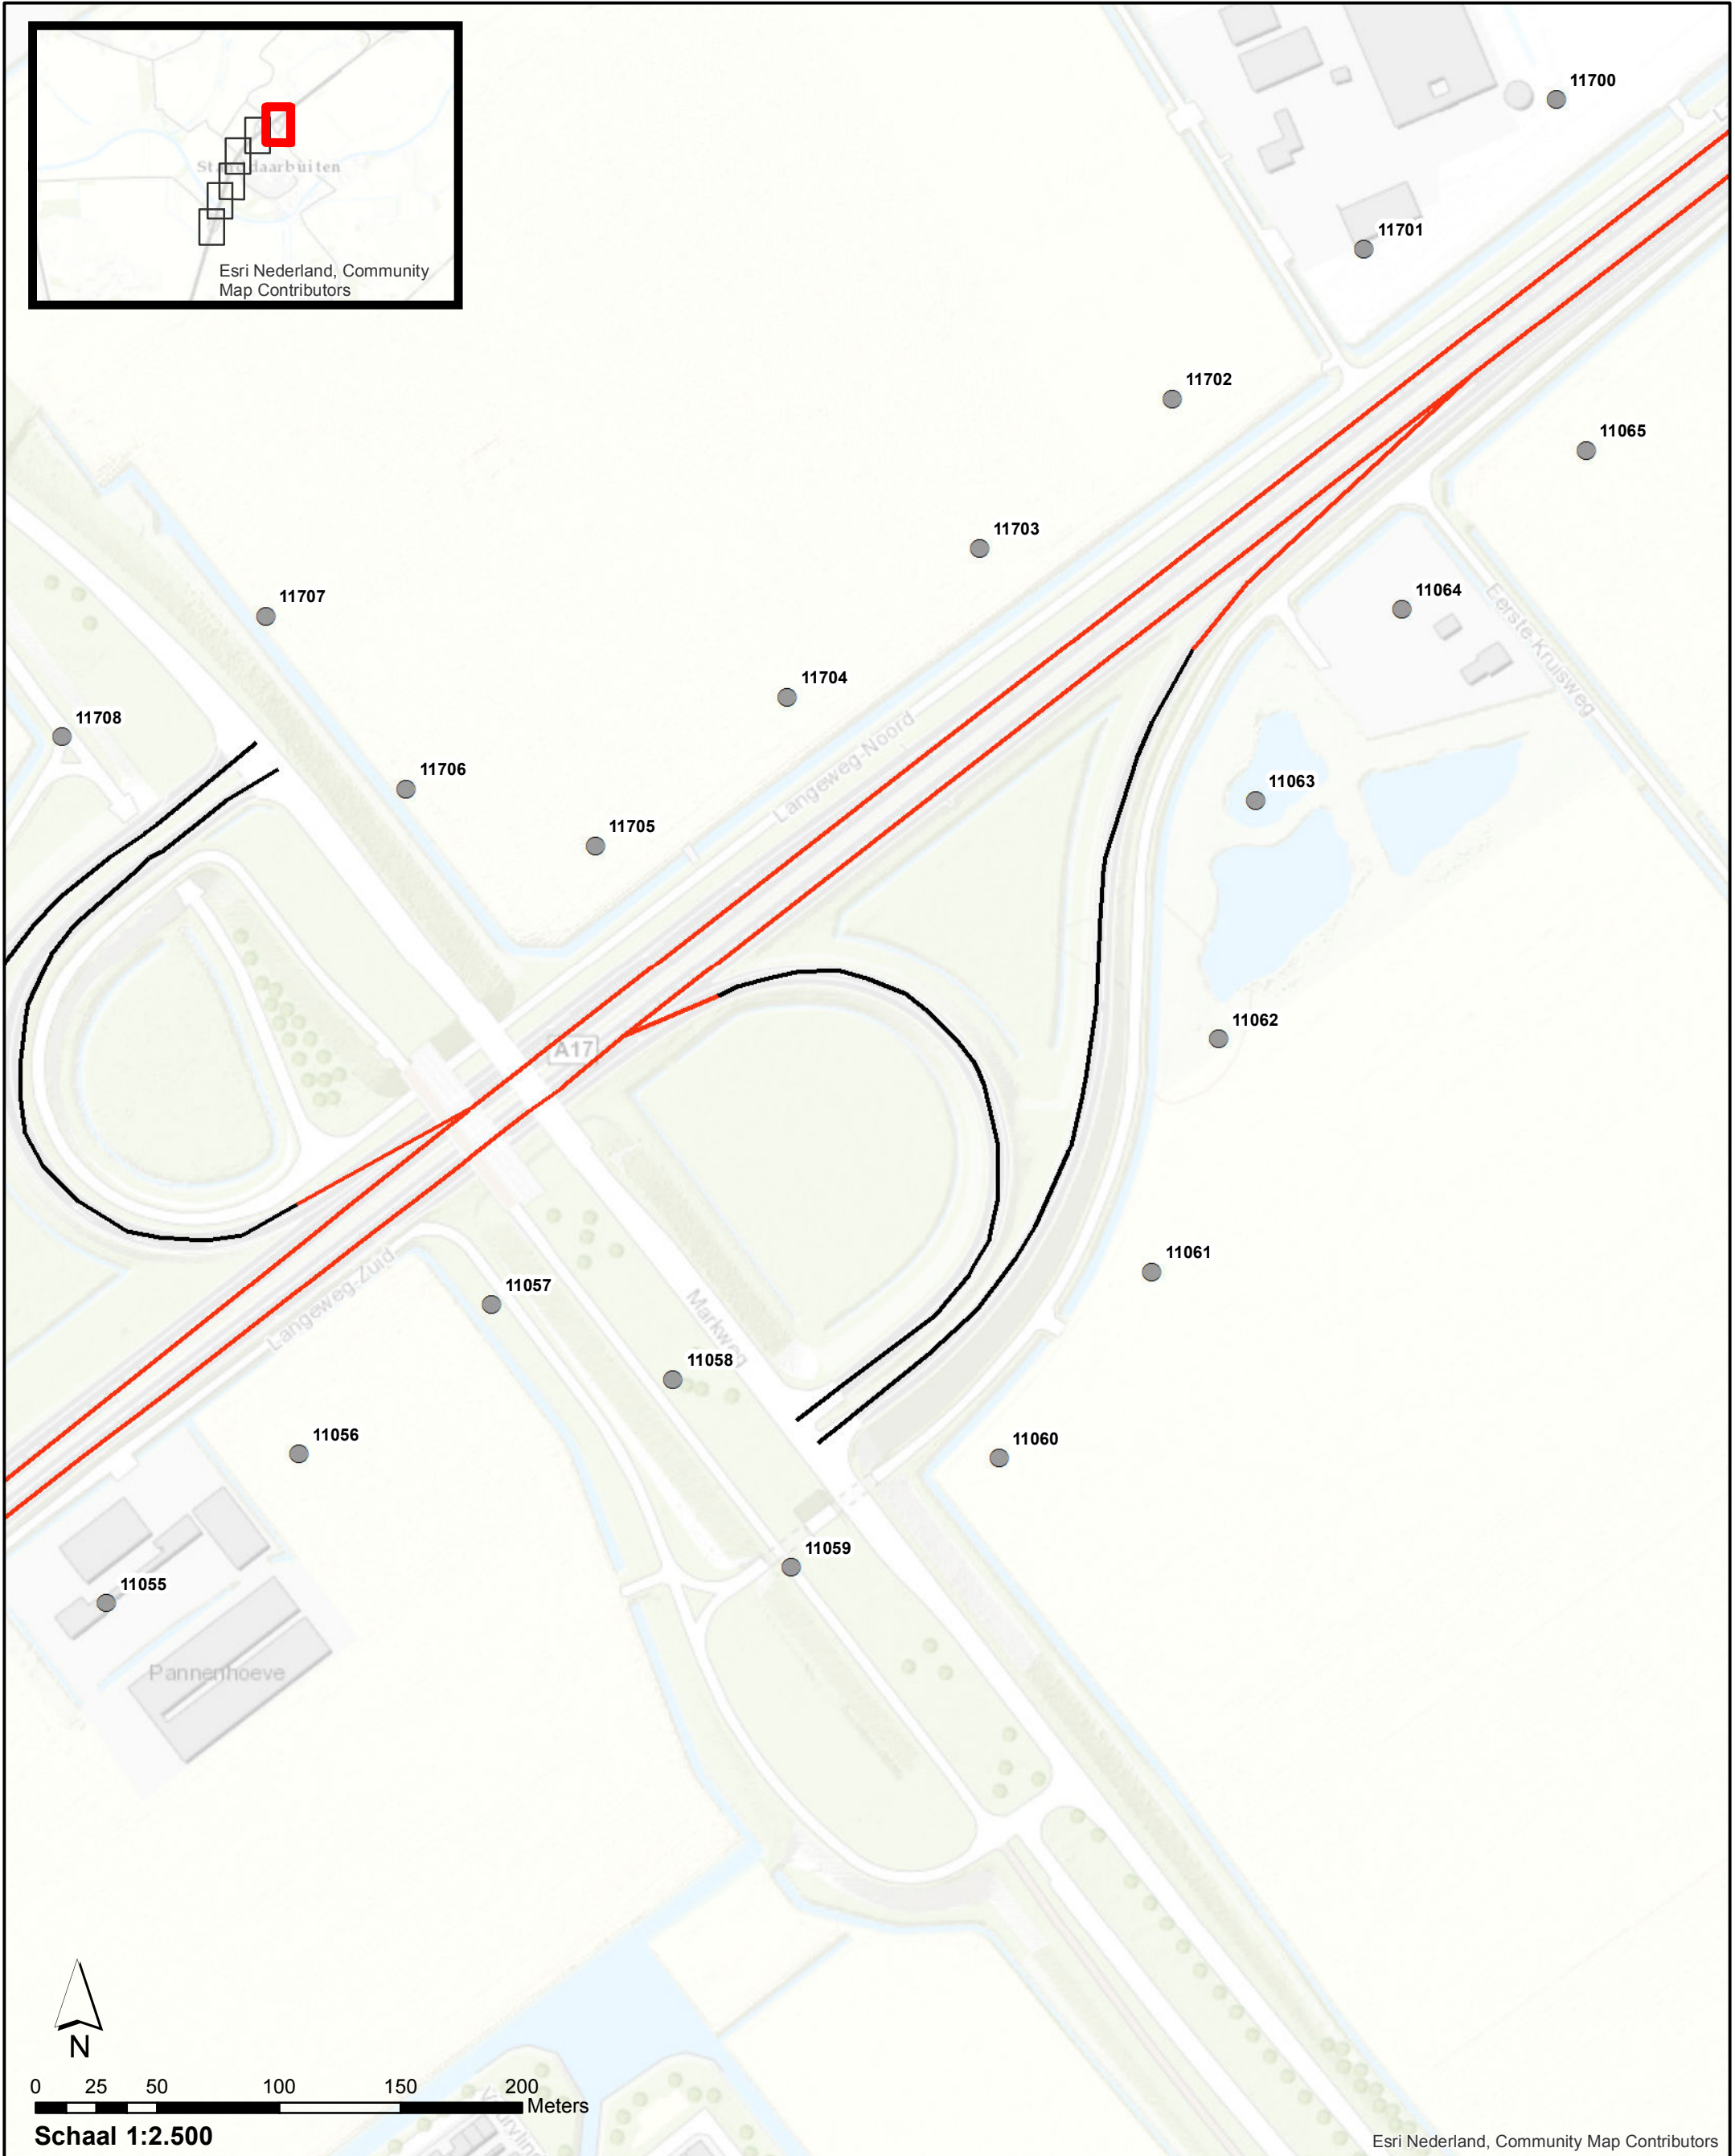 Standdaarbuiten
Esri Nederland, Community
Map Contributors
11700
11701
11702
11065
11703
11064
Eerste Kruisweg
11707
11704
11708
Langeweg-Noord
11706
11063
11705
11062
A17
11061
11057
Langeweg-Zuid
Markweg
11058
11056
11060
11059
11055
Pannenhoeve
N
0 25 50 100 150 200
Meters
Schaal 1:2.500
Esri Nederland, Community Map Contributors